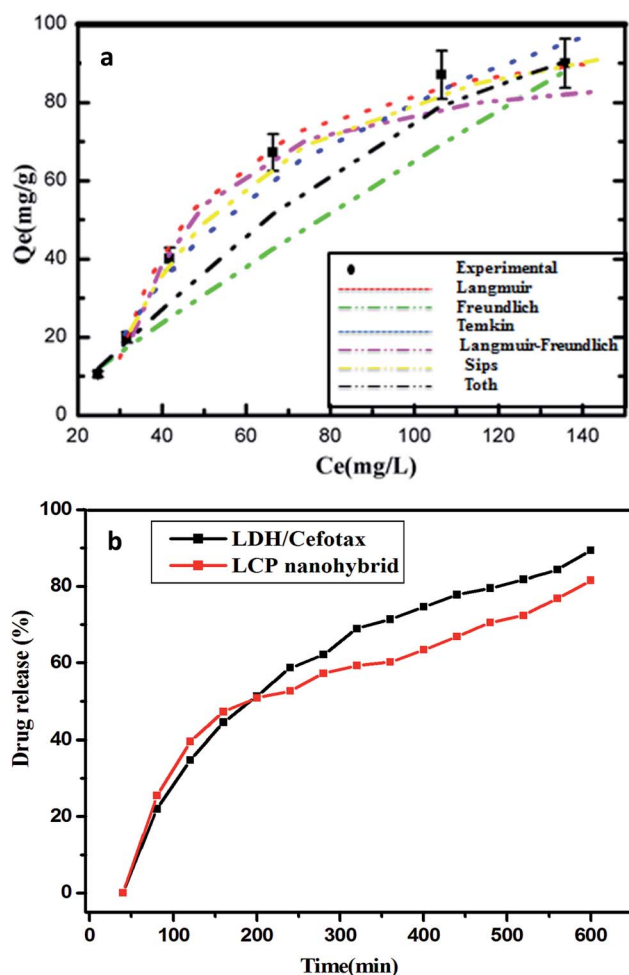 a
100
80
60
40
20
0
Qe(mg/g)
Experimental
Langmuir
Freundlich
Temkin
Langmuir-Freundlich
Sips
Toth
20 40 60 80 100 120 140
Ce(mg/L)
b
LDH/Cefotax
LCP nanohybrid
100
80
60
40
20
0
Drug release (%)
0 100 200 300 400 500 600
Time(min)